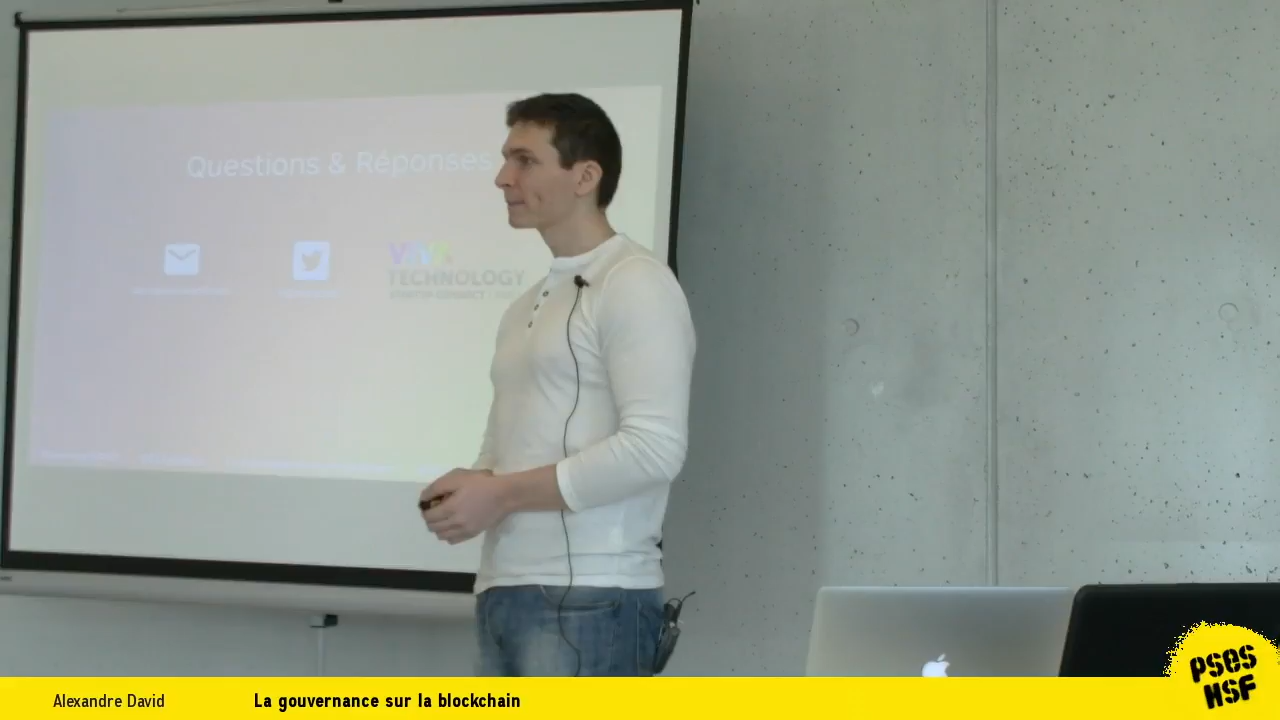 Questions & Réponses
TECHNOLOGY
Alexandre David
La gouvernance sur la blockchain
PSES
HSF